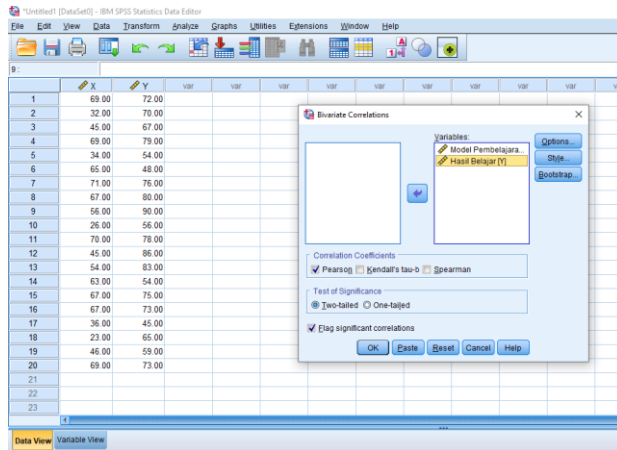 *Untitled1 [DataSet0] - IBM SPSS Statistics Data Editor
File Edit View Data Transform Analyze Graphs Utilities Extensions Window Help
9 :
X Y var var var var var var var var var
1 69.00 72.00
2 32.00 70.00
3 45.00 67.00
4 69.00 79.00
5 34.00 54.00
6 65.00 48.00
7 71.00 76.00
8 67.00 80.00
9 56.00 90.00
10 26.00 56.00
11 70.00 78.00
12 45.00 86.00
13 54.00 83.00
14 63.00 54.00
15 67.00 75.00
16 67.00 73.00
17 36.00 45.00
18 23.00 65.00
19 46.00 59.00
20 69.00 73.00
21
22
23
Data View Variable View
Bivariate Correlations
Variables:
Model Pembelajara...
Hasil Belajar [Y]
Options...
Style...
Bootstrap...
Correlation Coefficients
Pearson Kendall's tau-b Spearman
Test of Significance
Two-tailed One-tailed
Flag significant correlations
OK Paste Reset Cancel Help